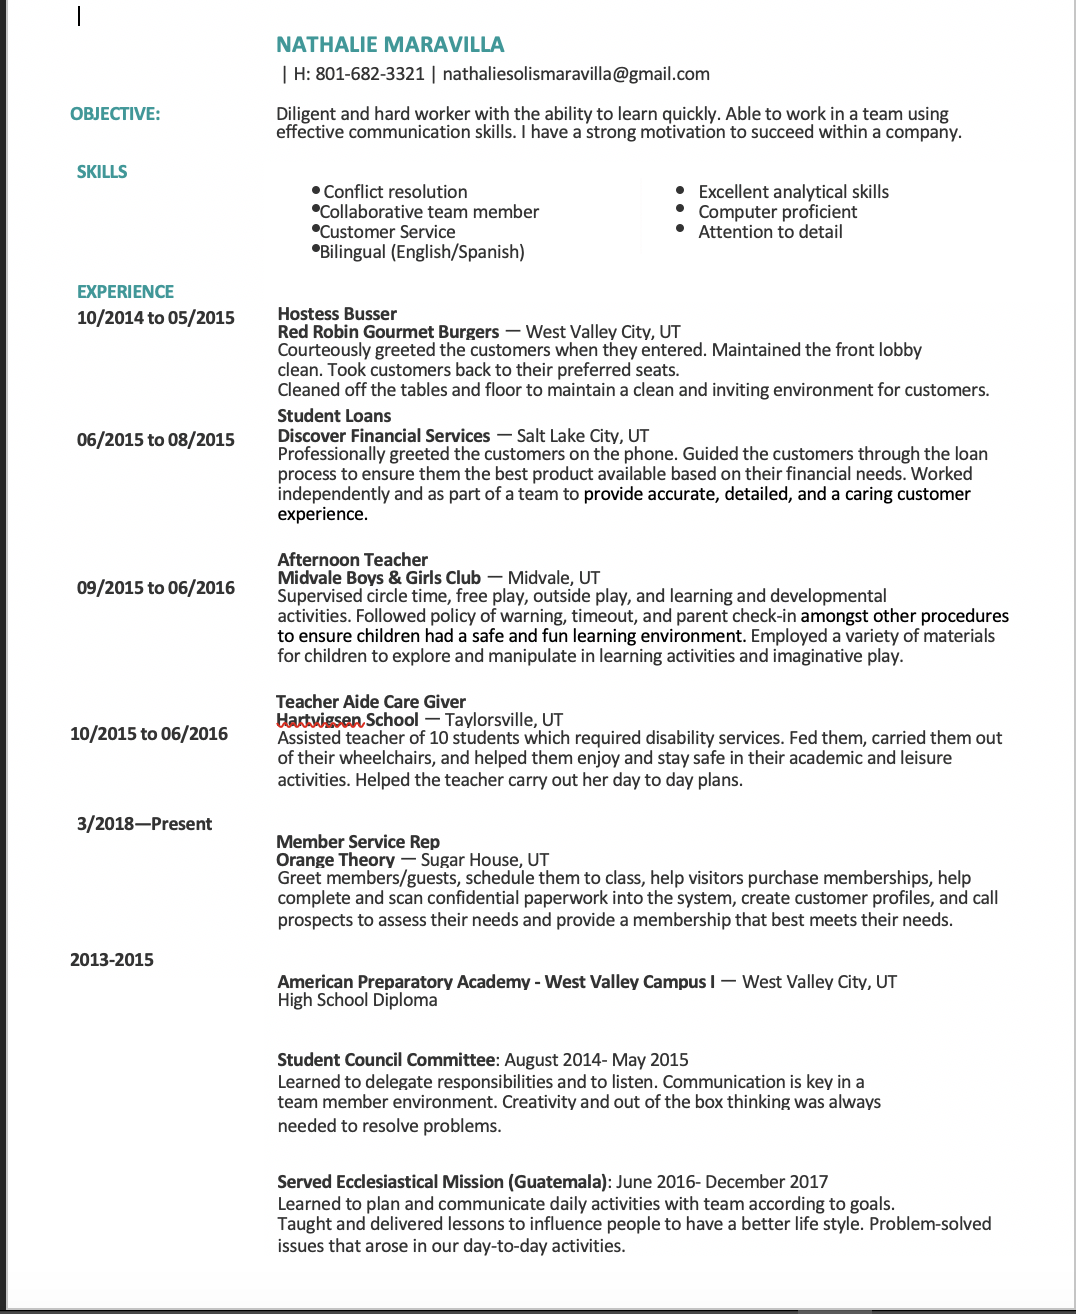 NATHALIE MARAVILLA
| H: 801-682-3321 | nathaliesolismaravilla@gmail.com
OBJECTIVE: Diligent and hard worker with the ability to learn quickly. Able to work in a team using
effective communication skills. I have a strong motivation to succeed within a company.
SKILLS
• Conflict resolution
•Collaborative team member
•Customer Service
•Bilingual (English/Spanish)
• Excellent analytical skills
• Computer proficient
• Attention to detail
EXPERIENCE
10/2014 to 05/2015 Hostess Busser
Red Robin Gourmet Burgers — West Valley City, UT
Courteously greeted the customers when they entered. Maintained the front lobby
clean. Took customers back to their preferred seats.
Cleaned off the tables and floor to maintain a clean and inviting environment for customers.
Student Loans
06/2015 to 08/2015 Discover Financial Services — Salt Lake City, UT
Professionally greeted the customers on the phone. Guided the customers through the loan
process to ensure them the best product available based on their financial needs. Worked
independently and as part of a team to provide accurate, detailed, and a caring customer
experience.
Afternoon Teacher
Midvale Boys & Girls Club — Midvale, UT
09/2015 to 06/2016 Supervised circle time, free play, outside play, and learning and developmental
activities. Followed policy of warning, timeout, and parent check-in amongst other procedures
to ensure children had a safe and fun learning environment. Employed a variety of materials
for children to explore and manipulate in learning activities and imaginative play.
Teacher Aide Care Giver
Hartvigsen School — Taylorsville, UT
10/2015 to 06/2016 Assisted teacher of 10 students which required disability services. Fed them, carried them out
of their wheelchairs, and helped them enjoy and stay safe in their academic and leisure
activities. Helped the teacher carry out her day to day plans.
3/2018—Present
Member Service Rep
Orange Theory — Sugar House, UT
Greet members/guests, schedule them to class, help visitors purchase memberships, help
complete and scan confidential paperwork into the system, create customer profiles, and call
prospects to assess their needs and provide a membership that best meets their needs.
2013-2015
American Preparatory Academy - West Valley Campus I — West Valley City, UT
High School Diploma
Student Council Committee: August 2014- May 2015
Learned to delegate responsibilities and to listen. Communication is key in a
team member environment. Creativity and out of the box thinking was always
needed to resolve problems.
Served Ecclesiastical Mission (Guatemala): June 2016- December 2017
Learned to plan and communicate daily activities with team according to goals.
Taught and delivered lessons to influence people to have a better life style. Problem-solved
issues that arose in our day-to-day activities.